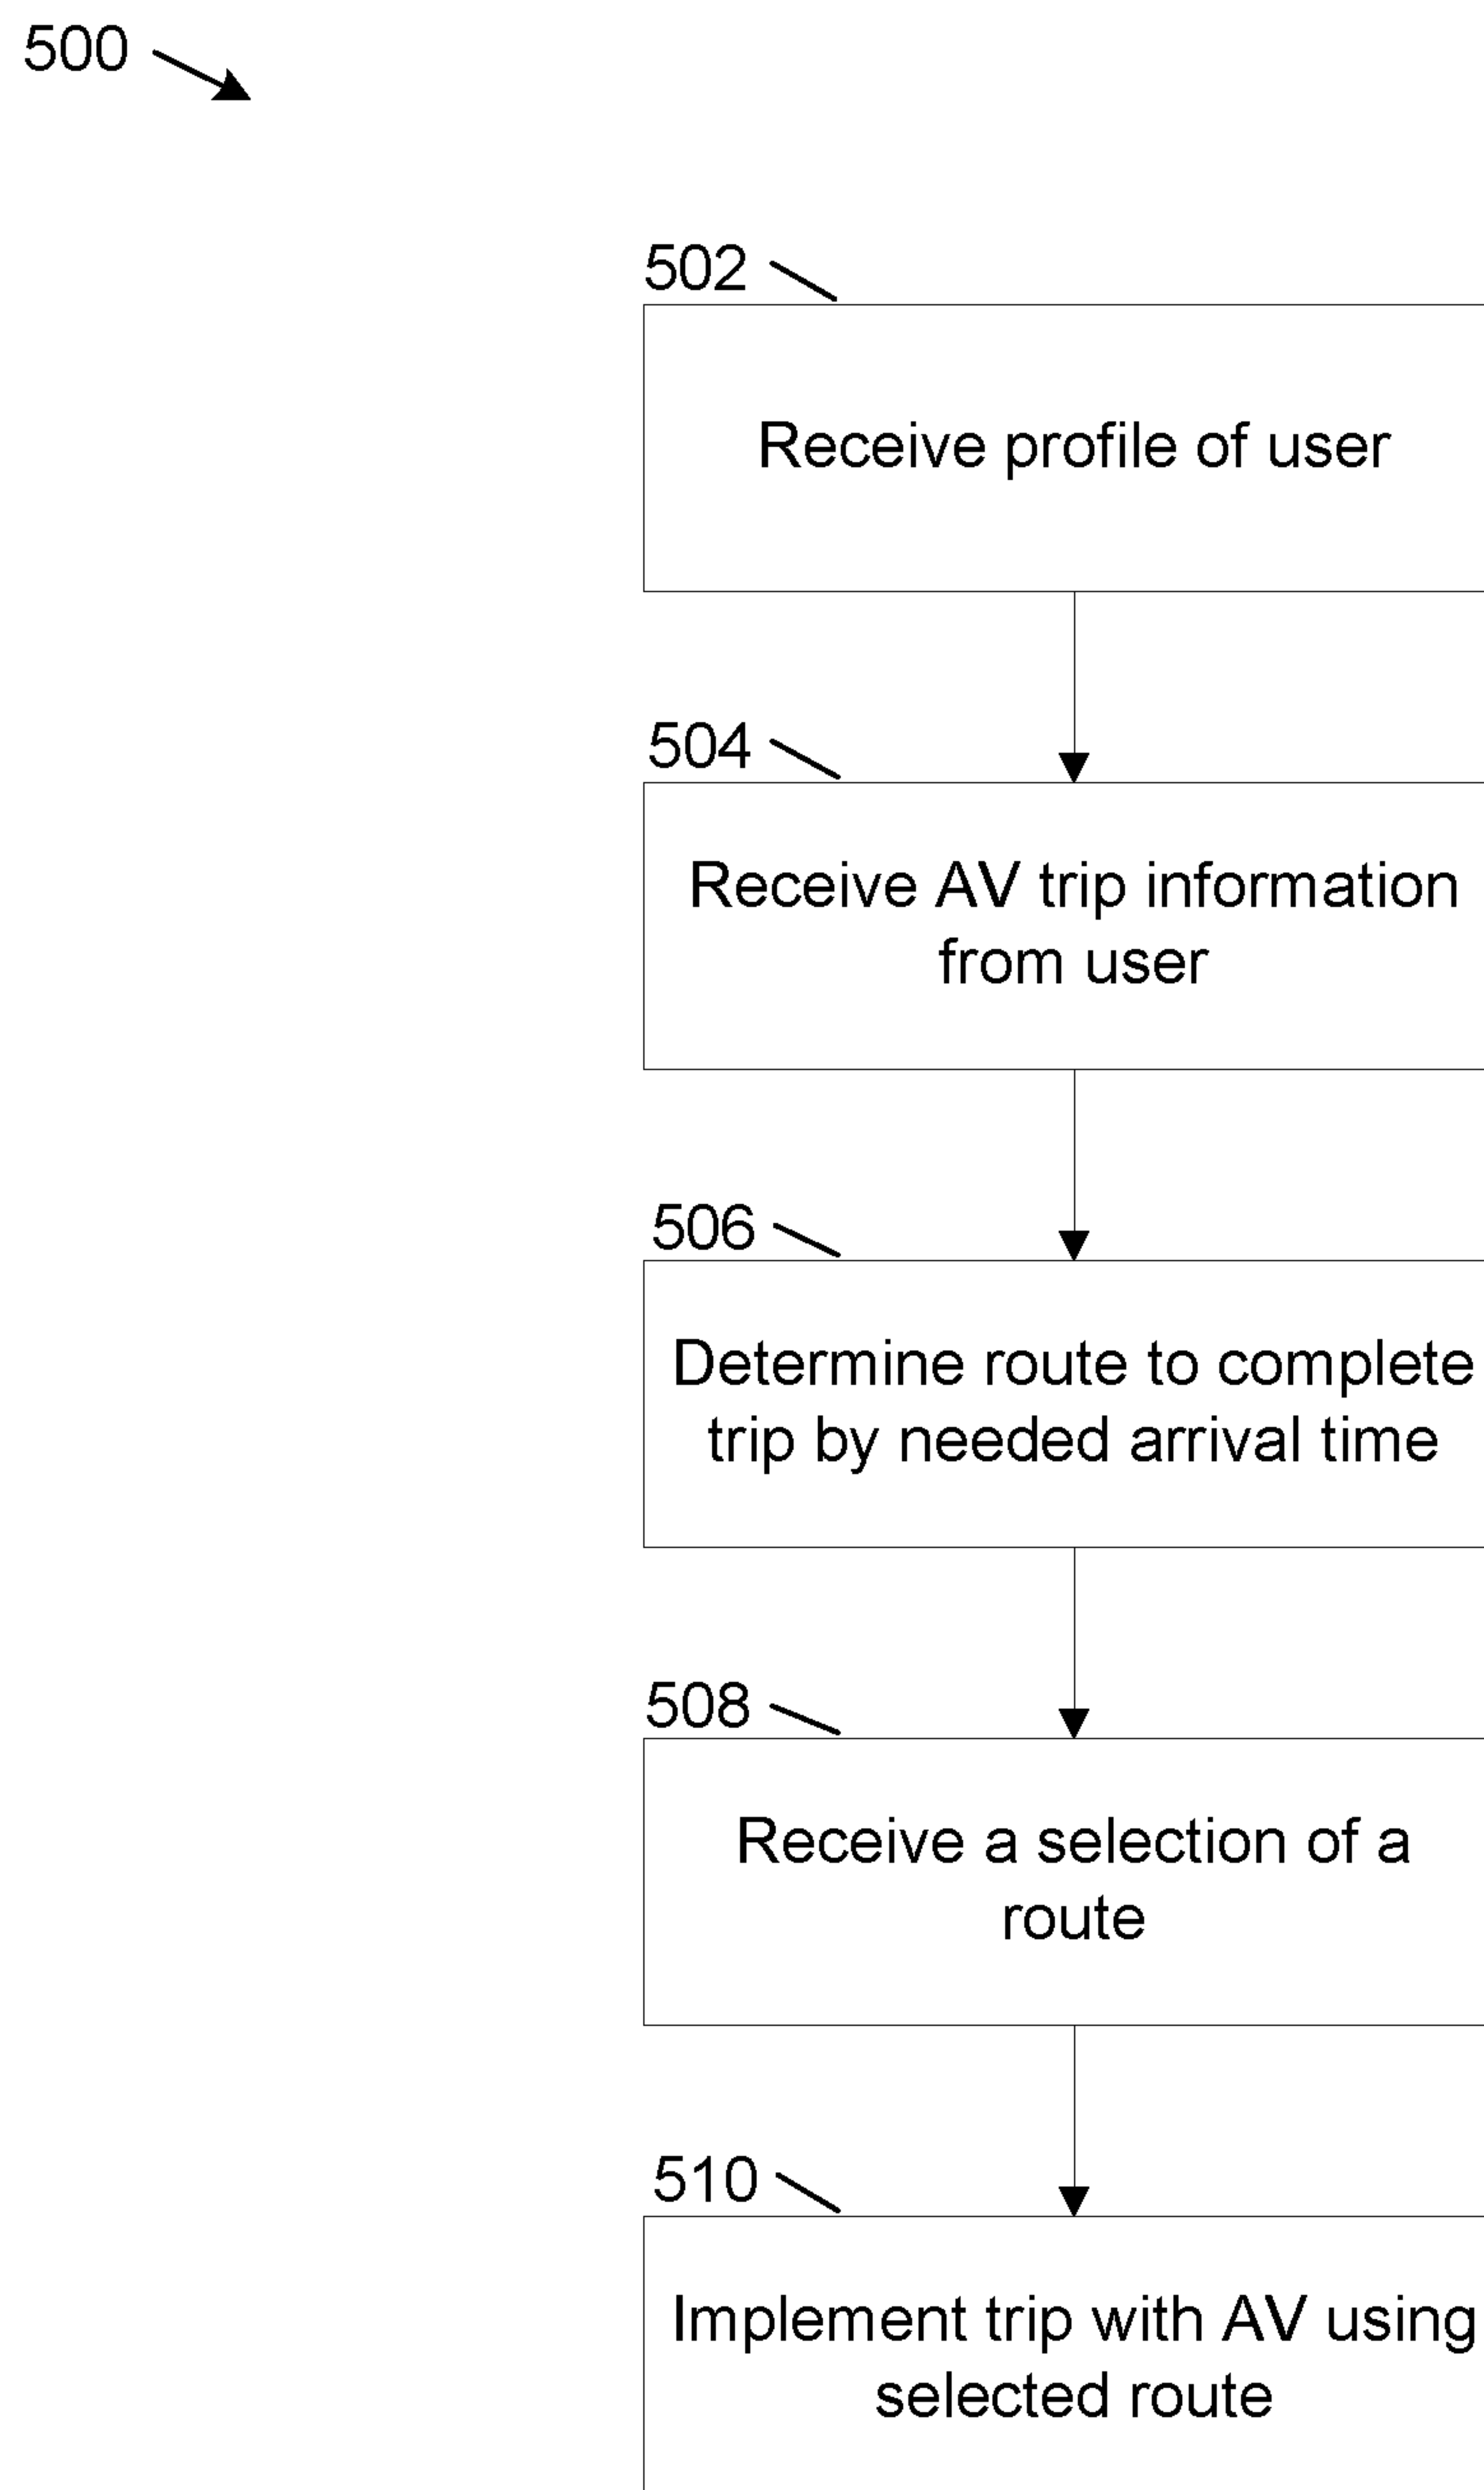 500
502
Receive profile of user
504
Receive AV trip information
from user
506
Determine route to complete
trip by needed arrival time
508
Receive a selection of a
route
510
Implement trip with AV using
selected route